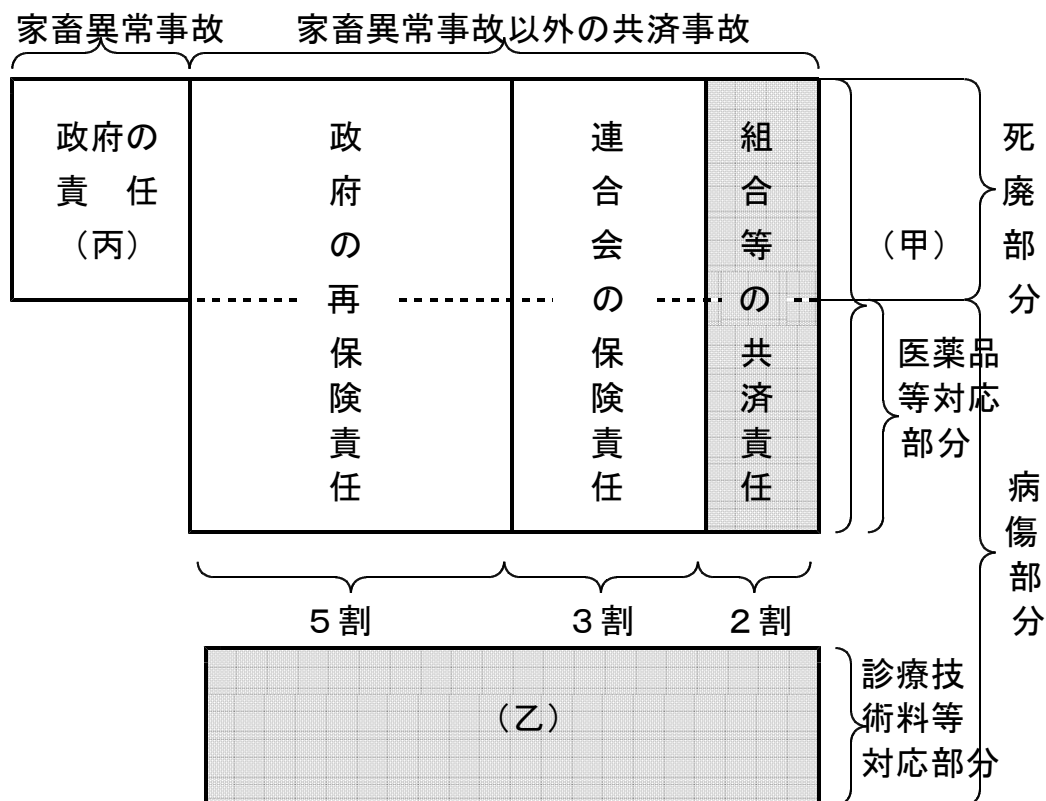 家畜異常事故
家畜異常事故以外の共済事故
政府の
責　任
（丙）
政府の再保険責任
連合会の保険責任
組合等の共済責任
（甲）
死廃部分
医薬品
等対応
部分
病傷部分
５割
３割
２割
（乙）
診療技
術料等
対応部分